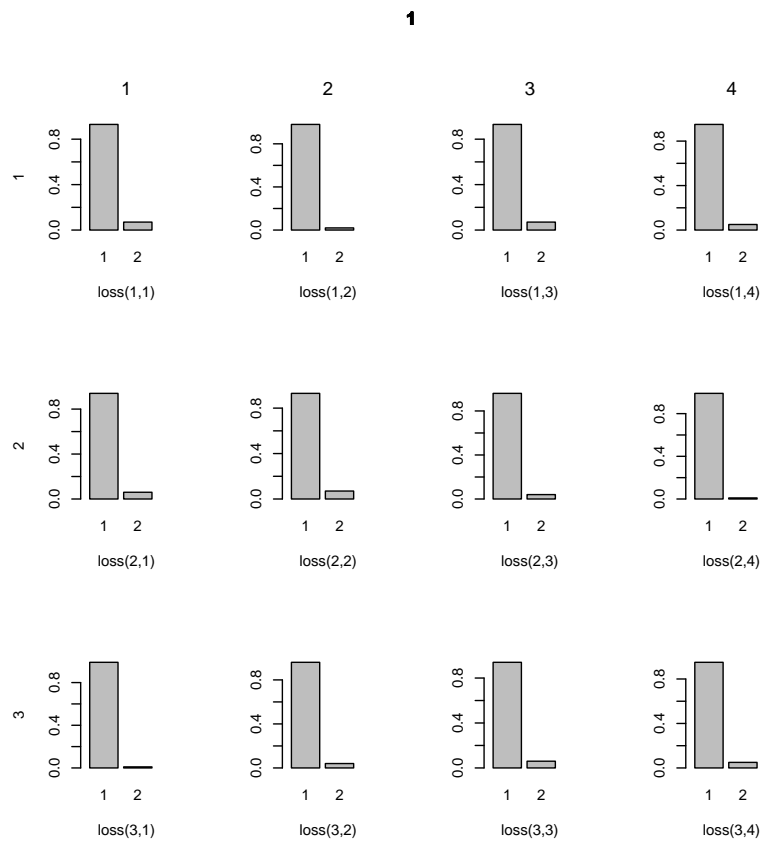 1
1 2 3 4
1
0.0 0.4 0.8
1 2
loss(1,1)
0.0 0.4 0.8
1 2
loss(1,2)
0.0 0.4 0.8
1 2
loss(1,3)
0.0 0.4 0.8
1 2
loss(1,4)
2
0.0 0.4 0.8
1 2
loss(2,1)
0.0 0.4 0.8
1 2
loss(2,2)
0.0 0.4 0.8
1 2
loss(2,3)
0.0 0.4 0.8
1 2
loss(2,4)
3
0.0 0.4 0.8
1 2
loss(3,1)
0.0 0.4 0.8
1 2
loss(3,2)
0.0 0.4 0.8
1 2
loss(3,3)
0.0 0.4 0.8
1 2
loss(3,4)